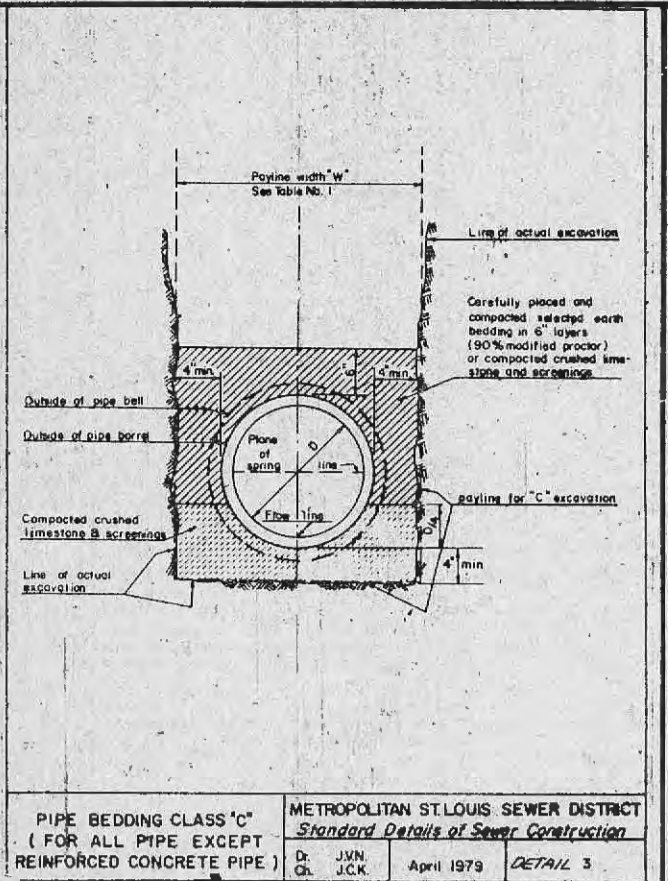 Payline width "W"
See Table No. 1
Line of actual excavation
Carefully placed and
compacted selected earth
bedding in 6" layers
(90% modified proctor)
or compacted crushed lime-
stone and screenings
4" min.
6"
4" min.
Outside of pipe bell
Outside of pipe barrel
Plane
of
spring line
D
Flow line
payline for "C" excavation
D/4
Compacted crushed
limestone & screenings
4" min
Line of actual
excavation
PIPE BEDDING CLASS "C"
( FOR ALL PIPE EXCEPT
REINFORCED CONCRETE PIPE )
METROPOLITAN ST. LOUIS SEWER DISTRICT
Standard Details of Sewer Construction
Dr. J.V.N.
Ch. J.C.K.
April 1979
DETAIL 3